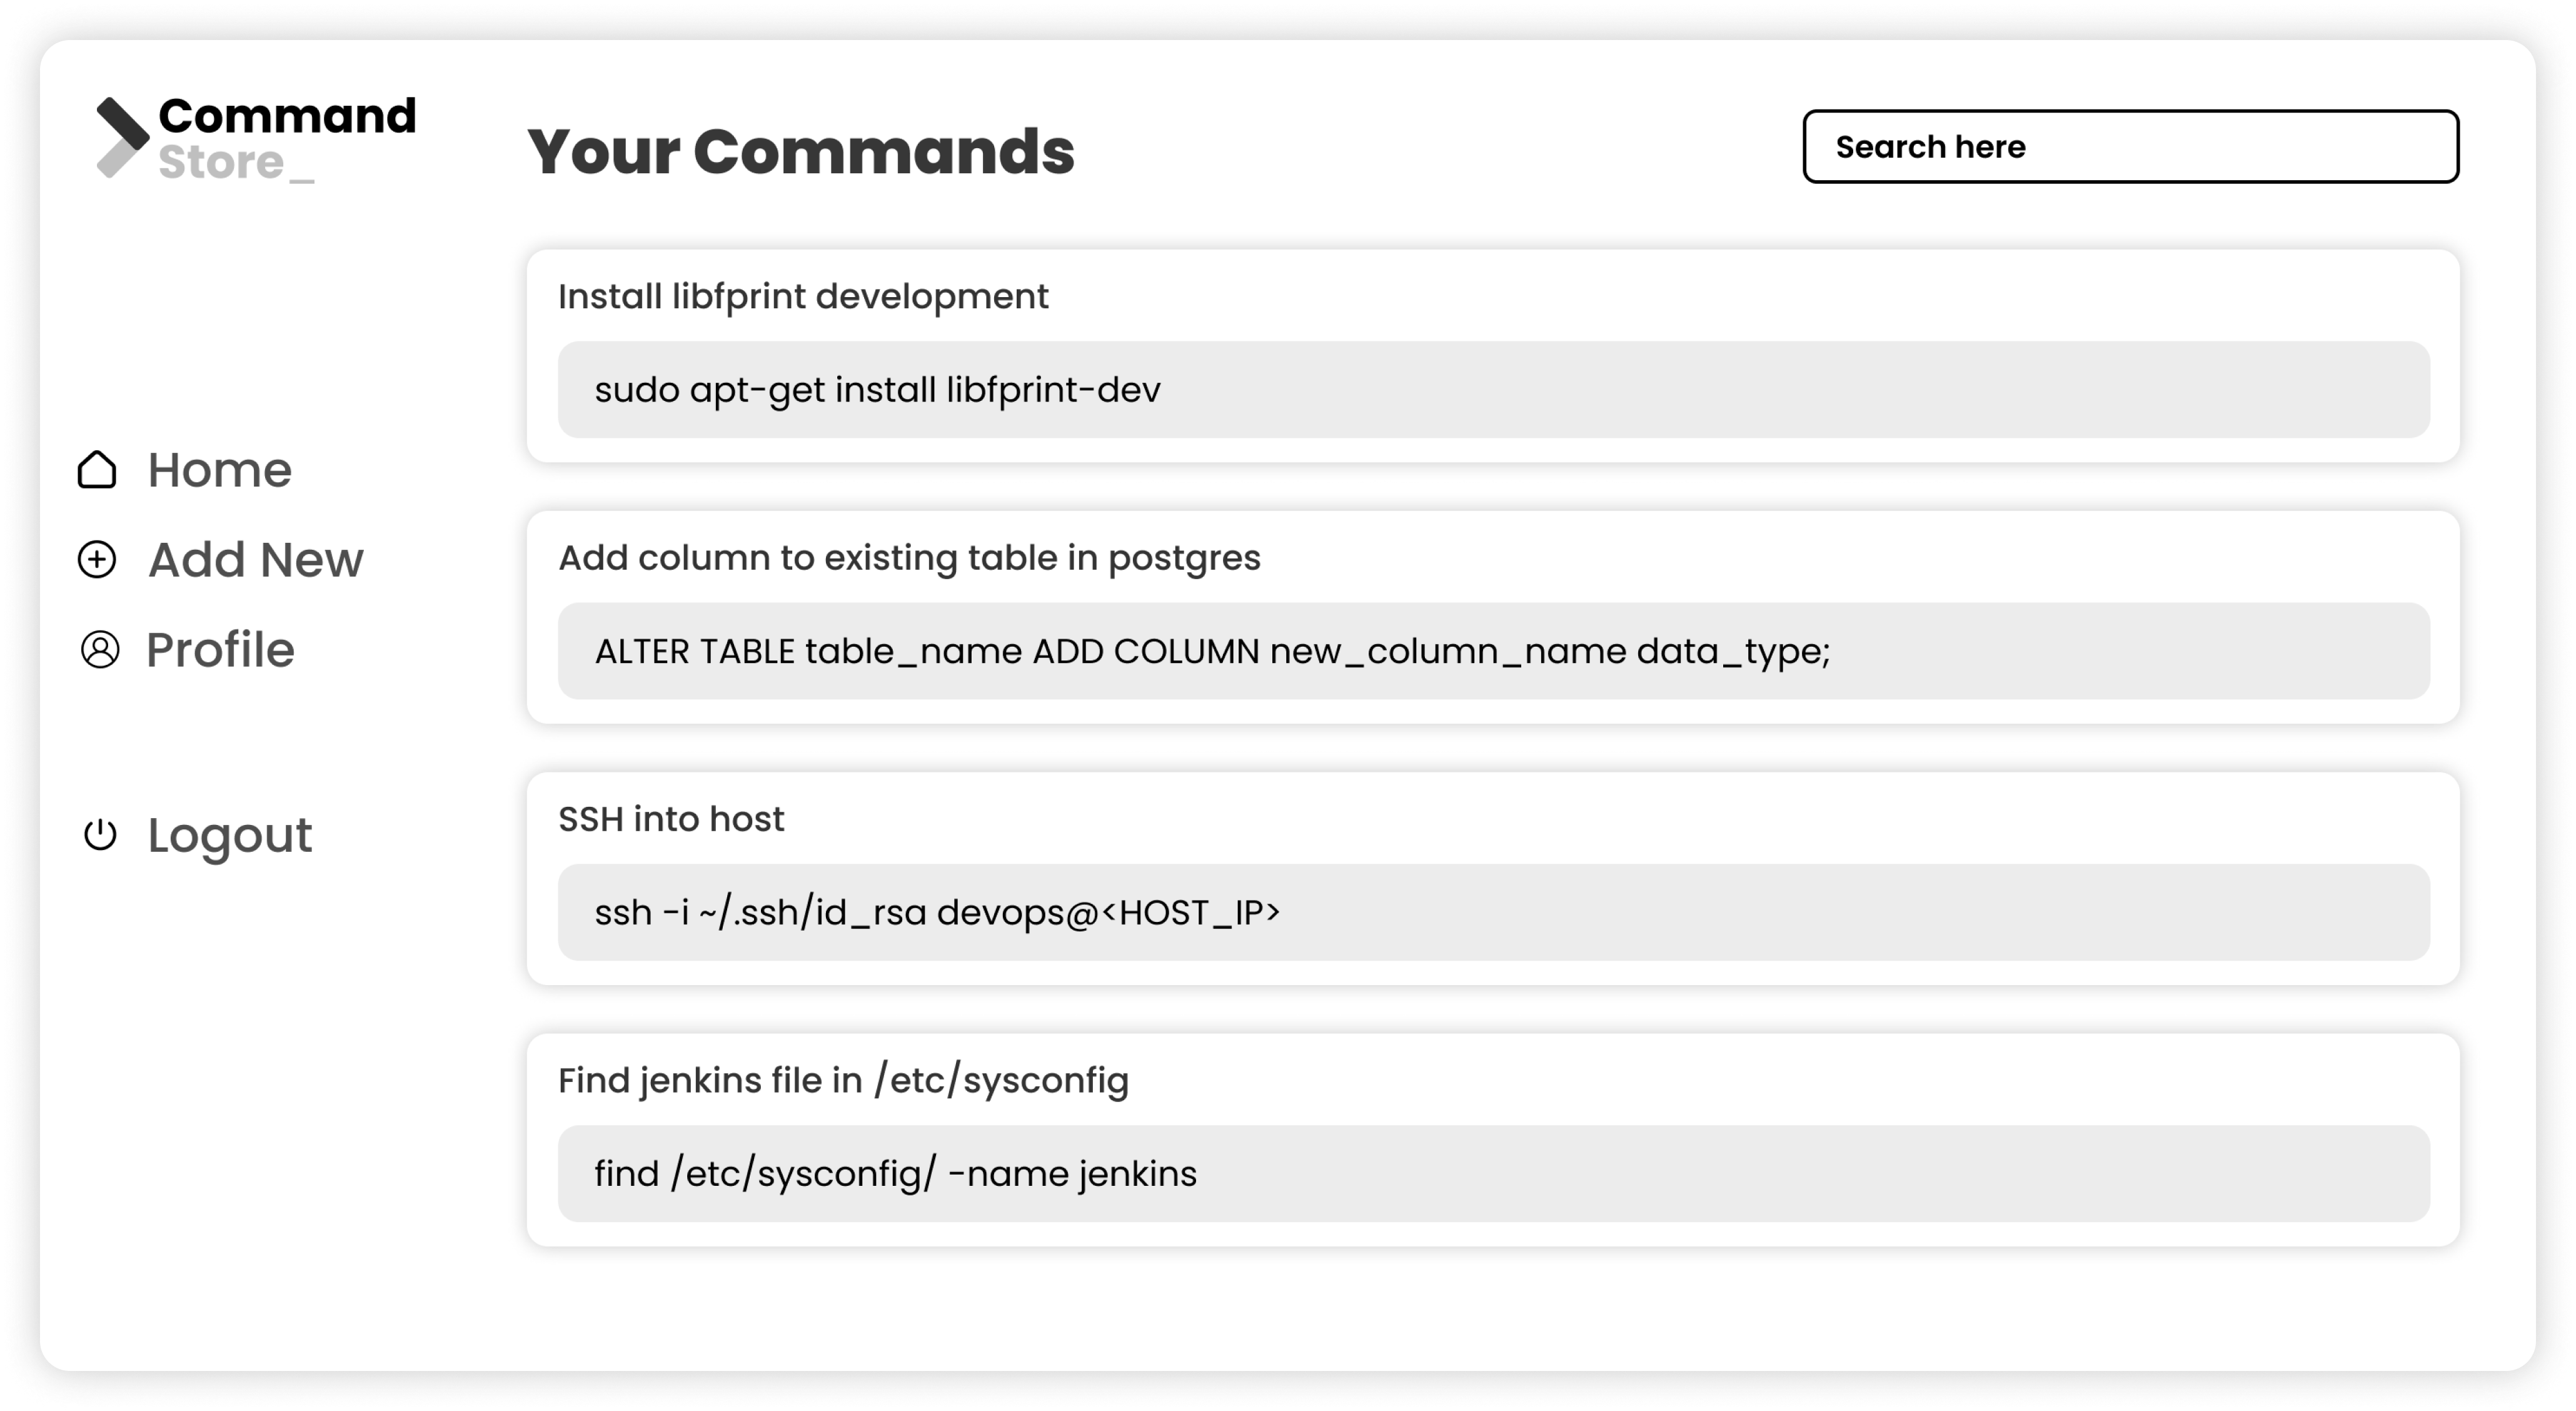 Command
Store_
Your Commands
Search here
Home
Add New
Profile
Logout
Install libfprint development
sudo apt-get install libfprint-dev
Add column to existing table in postgres
ALTER TABLE table_name ADD COLUMN new_column_name data_type;
SSH into host
ssh -i ~/.ssh/id_rsa devops@<HOST_IP>
Find jenkins file in /etc/sysconfig
find /etc/sysconfig/ -name jenkins